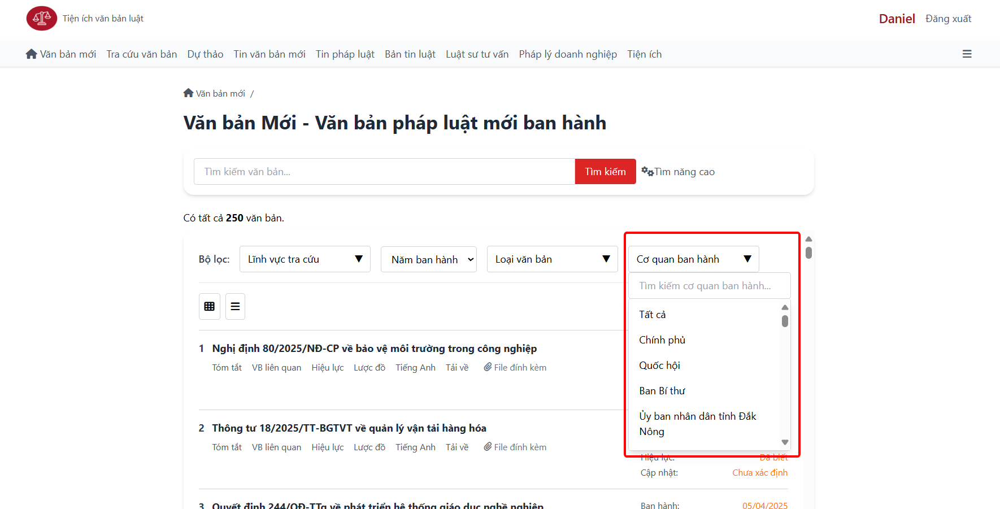 Tiện ích văn bản luật
Daniel Đăng xuất
Văn bản mới Tra cứu văn bản Dự thảo Tin văn bản mới Tin pháp luật Bản tin luật Luật sư tư vấn Pháp lý doanh nghiệp Tiện ích
Văn bản mới /
Văn bản Mới - Văn bản pháp luật mới ban hành
Tìm kiếm văn bản... Tìm kiếm Tìm năng cao
Có tất cả 250 văn bản.
Bộ lọc: Lĩnh vực tra cứu Năm ban hành Loại văn bản Cơ quan ban hành
Tìm kiếm cơ quan ban hành...
Tất cả
Chính phủ
Quốc hội
Ban Bí thư
Ủy ban nhân dân tỉnh Đắk
Nông
1 Nghị định 80/2025/NĐ-CP về bảo vệ môi trường trong công nghiệp
Tóm tắt VB liên quan Hiệu lực Lược đồ Tiếng Anh Tải về File đính kèm
2 Thông tư 18/2025/TT-BGTVT về quản lý vận tải hàng hóa
Tóm tắt VB liên quan Hiệu lực Lược đồ Tiếng Anh Tải về File đính kèm
Hiệu lực: Đã biết
Cập nhật: Chưa xác định
3 Quyết định 244/QĐ-TTg về phát triển hệ thống giáo dục nghề nghiệp
Ban hành: 05/04/2025